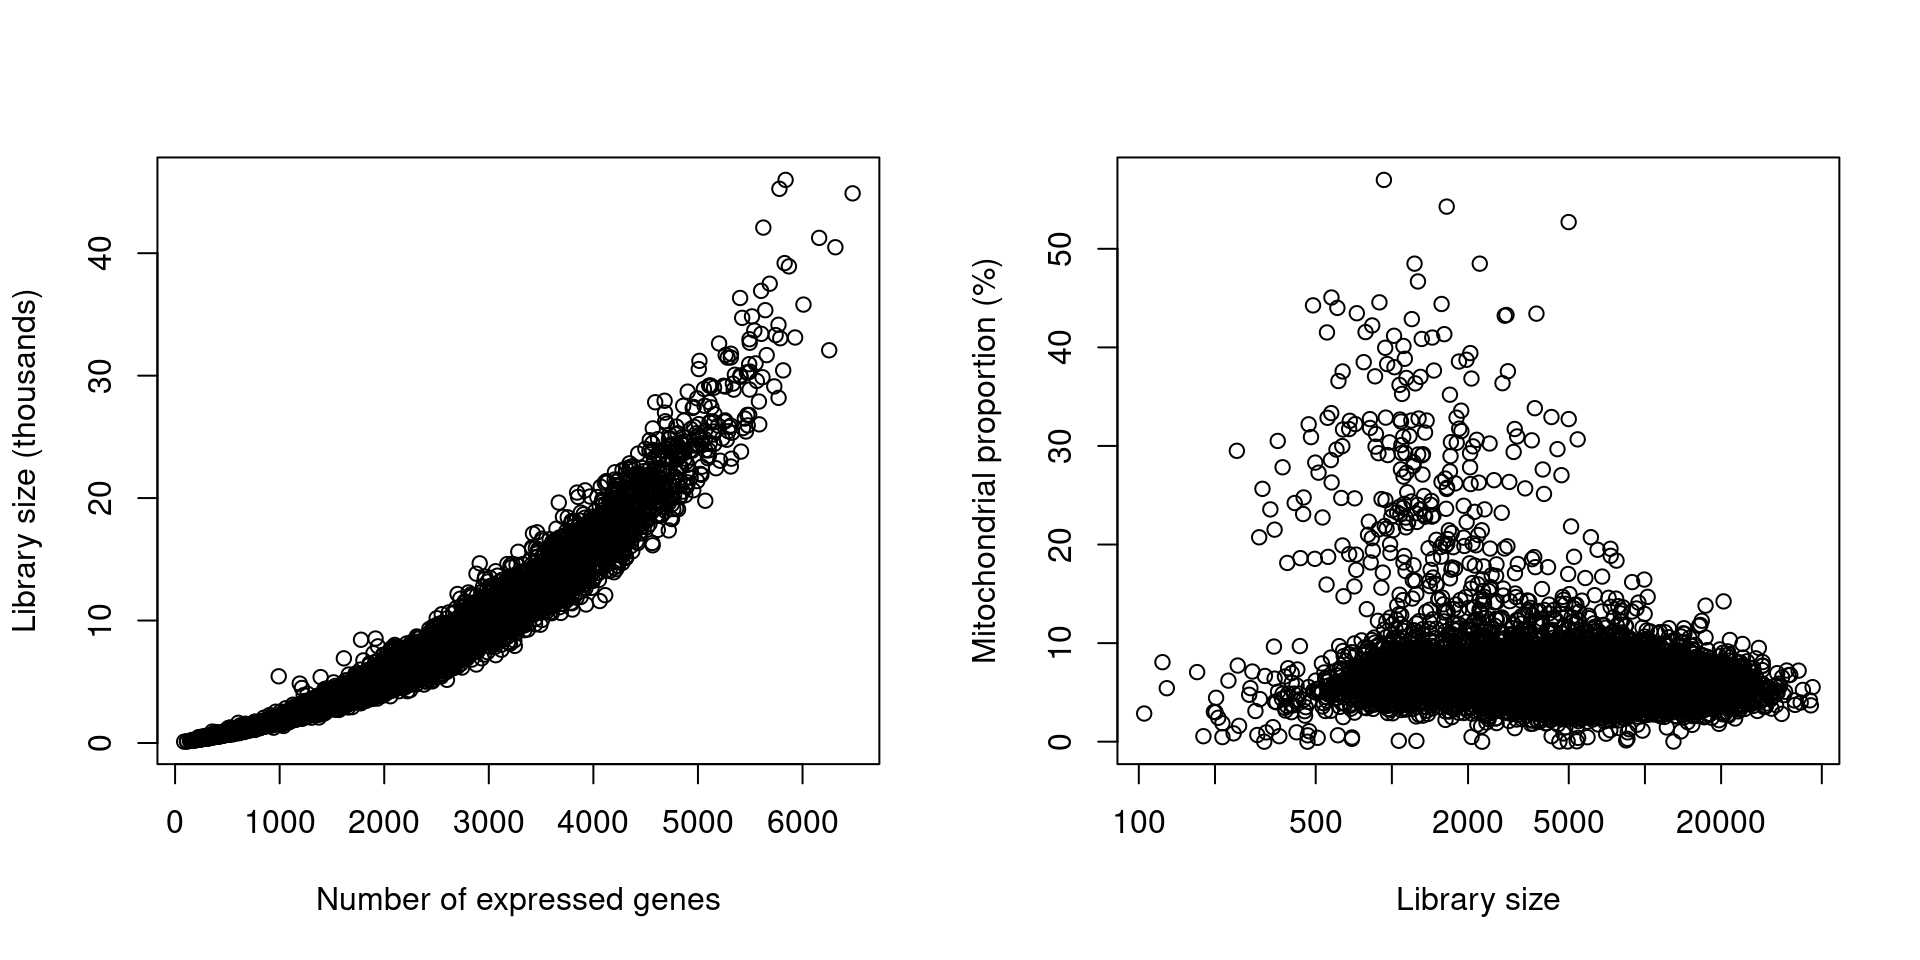 Library size (thousands)
0 10 20 30 40
0 1000 2000 3000 4000 5000 6000
Number of expressed genes
Mitochondrial proportion (%)
0 10 20 30 40 50
100 500 2000 5000 20000
Library size